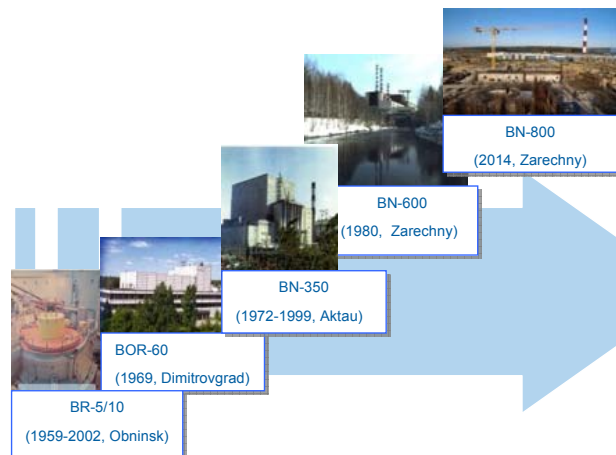 BN-800
(2014, Zarechny)
BN-600
(1980, Zarechny)
BN-350
(1972-1999, Aktau)
BOR-60
(1969, Dimitrovgrad)
BR-5/10
(1959-2002, Obninsk)